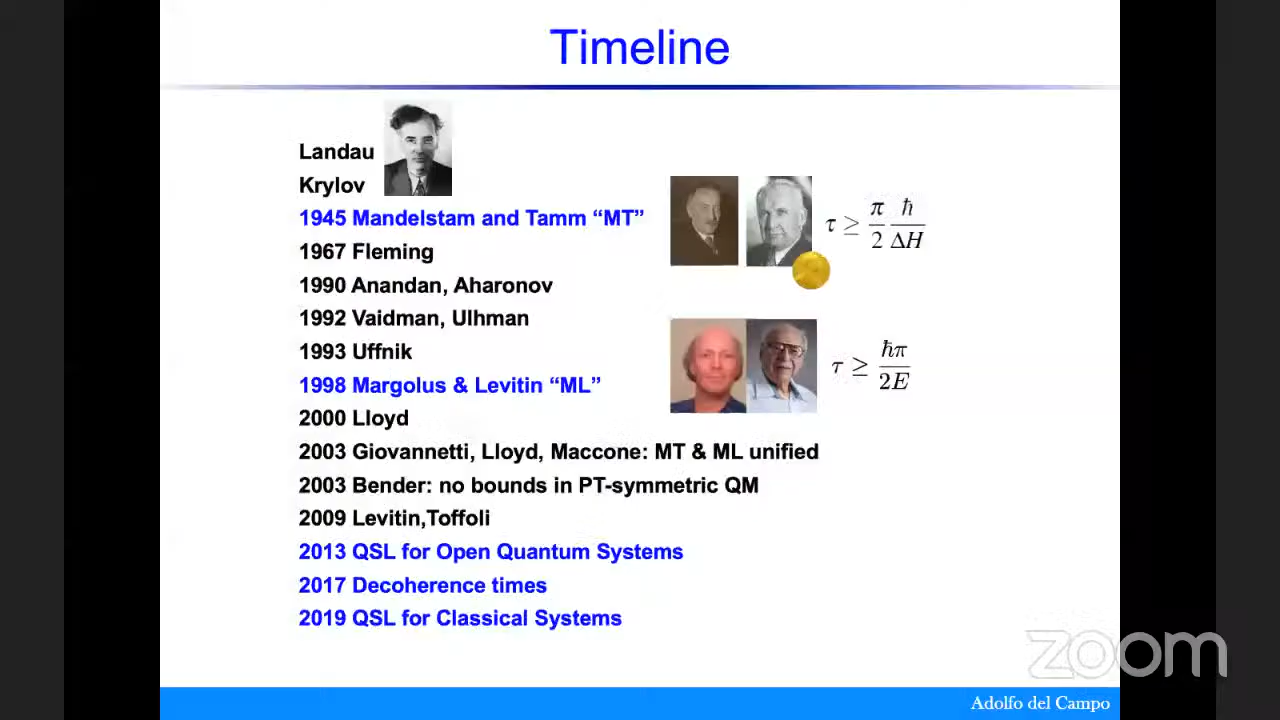 Timeline
Landau
Krylov
1945 Mandelstam and Tamm “MT”
1967 Fleming
1990 Anandan, Aharonov
1992 Vaidman, Ulhman
1993 Uffnik
1998 Margolus & Levitin “ML”
2000 Lloyd
2003 Giovannetti, Lloyd, Maccone: MT & ML unified
2003 Bender: no bounds in PT-symmetric QM
2009 Levitin,Toffoli
2013 QSL for Open Quantum Systems
2017 Decoherence times
2019 QSL for Classical Systems
τ ≥ π/2 ħ/ΔH
τ ≥ ħπ/2E
zoom
Adolfo del Campo